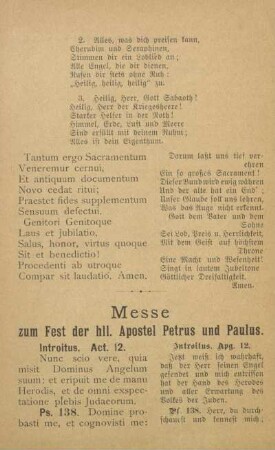 2. Alles, was dich preisen kann,
Cherubim und Seraphinen,
Stimmen dir ein Loblied an;
Alle Engel, die dir dienen,
Rufen dir stets ohne Ruh:
„Heilig, heilig, heilig" zu.
3. Heilig, Herr, Gott Sabaoth!
Heilig, Herr der Kriegesheere!
Starker Helfer in der Noth!
Himmel, Erde, Luft und Meere
Sind erfüllt mit deinem Ruhm;
Alles ist dein Eigenthum.
Tantum ergo Sacramentum
Veneremur cernui,
Et antiquum documentum
Novo cedat ritui;
Praestet fides supplementum
Sensuum defectui.
Genitori Genitoque
Laus et jubilatio,
Salus, honor, virtus quoque
Sit et benedictio!
Procedenti ab utroque
Compar sit laudatio, Amen.
Darum laßt uns tief ver-
ehren
Ein so großes Sacrament!
Dieser Bund wird ewig währen
Und der alte hat ein End'.
Unser Glaube soll uns lehren,
Was das Auge nicht erkennt.
Gott dem Vater und dem
Sohne
Sei Lob, Preis u. Herrlichkeit,
Mit dem Geist auf höchstem
Throne
Eine Macht und Wesenheit!
Singt in lautem Jubeltone
Göttlicher Dreifaltigkeit.
Amen.
Messe
zum Fest der hll. Apostel Petrus und Paulus.
Introitus. Act. 12.
Nunc scio vere, quia
misit Dominus Angelum
suum: et eripuit me de manu
Herodis, et de omni exspec-
tatione plebis Judaeorum.
Ps. 138. Domine pro-
basti me, et cognovisti me:
Introitus. Apg. 12.
Jetzt weiß ich wahrhaft,
daß der Herr seinen Engel
gesendet und mich errettet hat
aus der Hand des Herodes
und aller Erwartung des
Volkes der Juden.
Pf. 138. Herr, du durch-
forschest mich und kennest